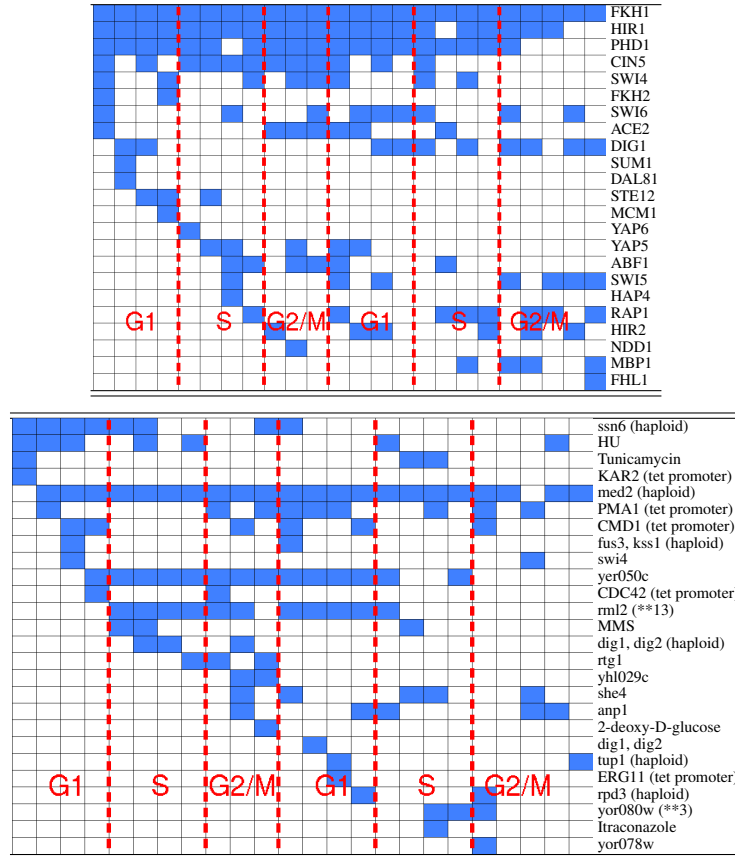 FKH1
HIR1
PHD1
CIN5
SWI4
FKH2
SWI6
ACE2
DIG1
SUM1
DAL81
STE12
MCM1
YAP6
YAP5
ABF1
SWI5
HAP4
RAP1
HIR2
NDD1
MBP1
FHL1
G1 S G2/M G1 S G2/M
ssn6 (haploid)
HU
Tunicamycin
KAR2 (tet promoter)
med2 (haploid)
PMA1 (tet promoter)
CMD1 (tet promoter)
fus3, kss1 (haploid)
swi4
yer050c
CDC42 (tet promoter)
rml2 (**13)
MMS
dig1, dig2 (haploid)
rtg1
yhl029c
she4
anp1
2-deoxy-D-glucose
dig1, dig2
tup1 (haploid)
ERG11 (tet promoter)
rpd3 (haploid)
yor080w (**3)
Itraconazole
yor078w
G1 S G2/M G1 S G2/M